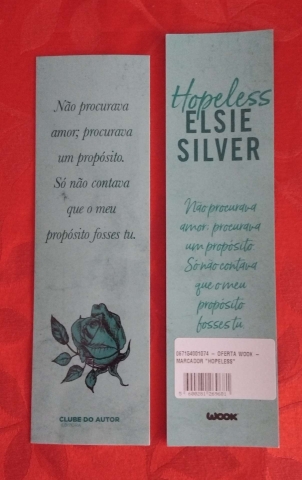 Não procurava
amor; procurava
um propósito.
Só não contava
que o meu
propósito fosses tu.
CLUBE DO AUTOR
Hopeless
ELSIE
SILVER
Não procurava
amor; procurava
um propósito.
Só não contava
que o meu
propósito
fosses tu.
- OFERTA WOOK -
MARCADOR "HOPELESS"
WOOK